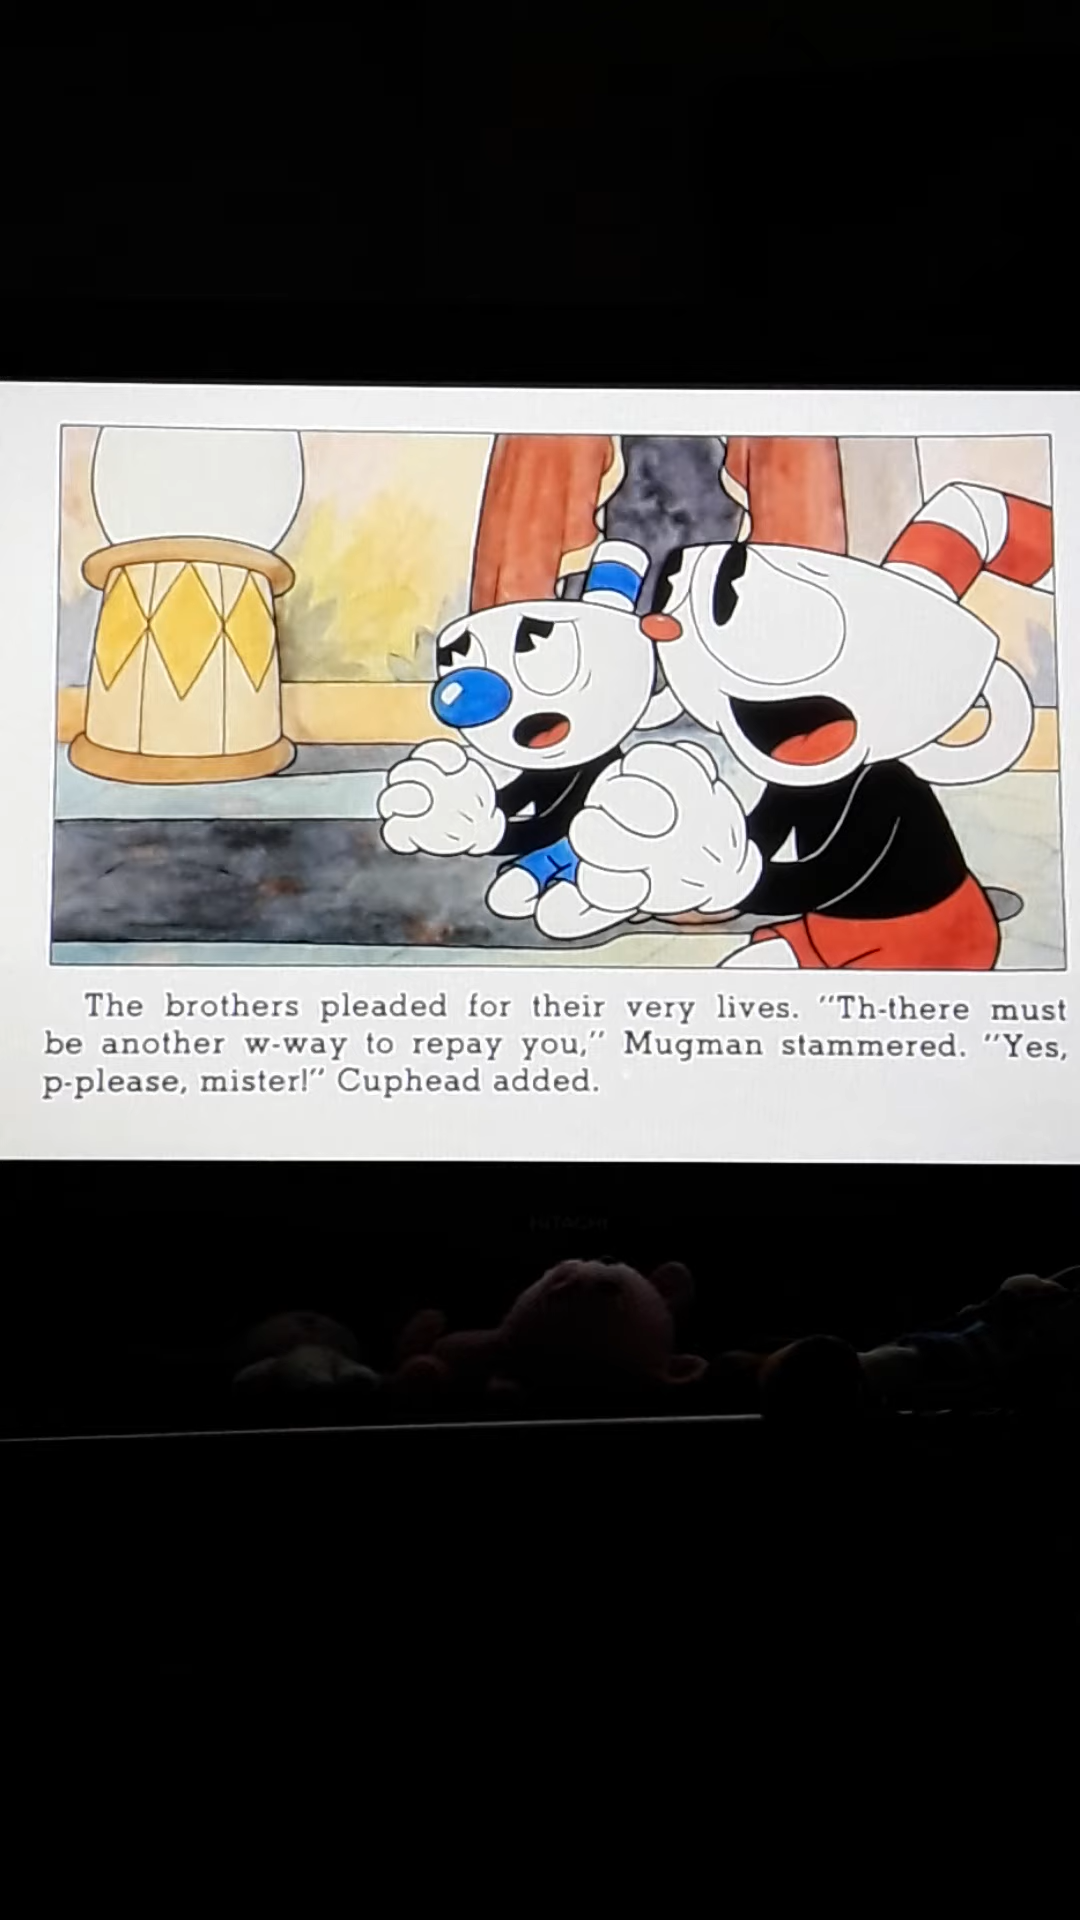 The brothers pleaded for their very lives. "Th-there must
be another w-way to repay you," Mugman stammered. "Yes,
p-please, mister!" Cuphead added.
HITACHI